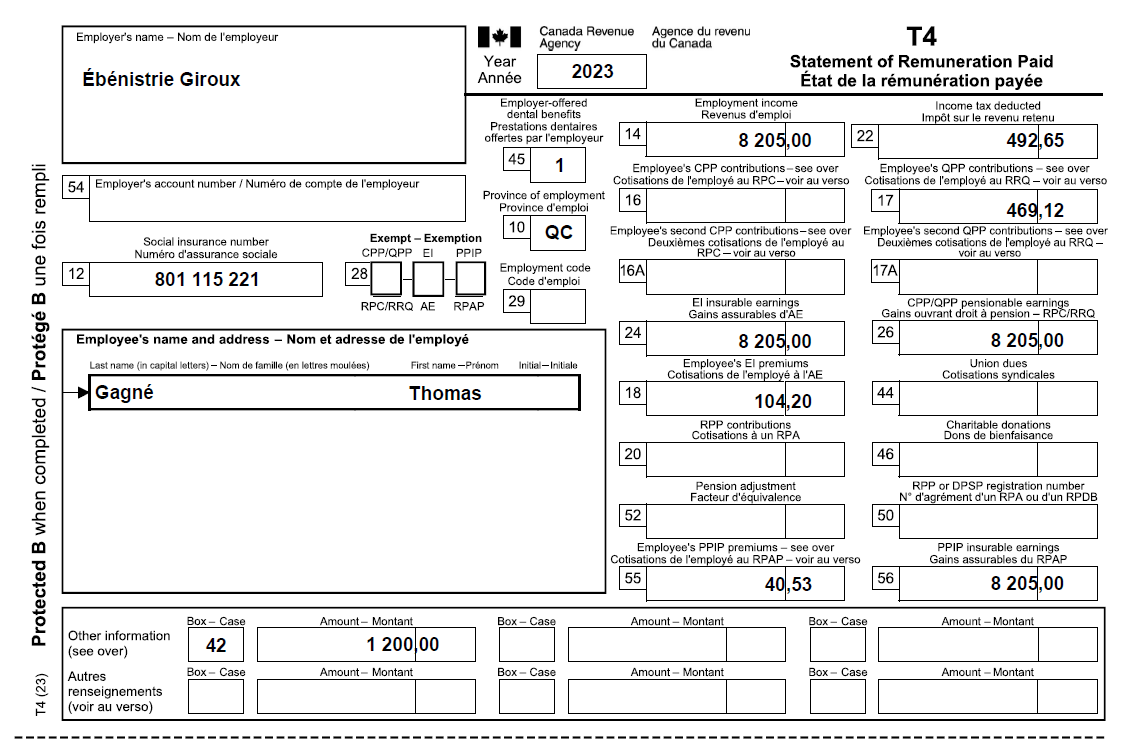 Employer's name – Nom de l'employeur
Ébénistrie Giroux
Canada Revenue Agency
Agence du revenu du Canada
Year
Année
2023
T4
Statement of Remuneration Paid
État de la rémunération payée
Employer-offered dental benefits
Prestations dentaires offertes par l'employeur
45
1
Employment income
Revenus d'emploi
14
8 205,00
Income tax deducted
Impôt sur le revenu retenu
22
492,65
54
Employer's account number / Numéro de compte de l'employeur
Province of employment
Province d'emploi
10
QC
Employee's CPP contributions – see over
Cotisations de l'employé au RPC – voir au verso
16
Employee's QPP contributions – see over
Cotisations de l'employé au RRQ – voir au verso
17
469,12
Social insurance number
Numéro d'assurance sociale
12
801 115 221
Exempt – Exemption
CPP/QPP EI PPIP
28
RPC/RRQ AE RPAP
Employment code
Code d'emploi
29
Employee's second CPP contributions – see over
Deuxièmes cotisations de l'employé au
RPC – voir au verso
16A
Employee's second QPP contributions – see over
Deuxièmes cotisations de l'employé au RRQ –
voir au verso
17A
EI insurable earnings
Gains assurables d'AE
24
8 205,00
CPP/QPP pensionable earnings
Gains ouvrant droit à pension – RPC/RRQ
26
8 205,00
Employee's name and address – Nom et adresse de l'employé
Last name (in capital letters) – Nom de famille (en lettres moulées) First name – Prénom Initial – Initiale
Gagné Thomas
Employee's EI premiums
Cotisations de l'employé à l'AE
18
104,20
Union dues
Cotisations syndicales
44
RPP contributions
Cotisations à un RPA
20
Charitable donations
Dons de bienfaisance
46
Pension adjustment
Facteur d'équivalence
52
RPP or DPSP registration number
N° d'agrément d'un RPA ou d'un RPDB
50
Employee's PPIP premiums – see over
Cotisations de l'employé au RPAP – voir au verso
55
40,53
PPIP insurable earnings
Gains assurables du RPAP
56
8 205,00
Other information
(see over)
Box – Case Amount – Montant Box – Case Amount – Montant Box – Case Amount – Montant
42 1 200,00
Autres
renseignements
(voir au verso)
Box – Case Amount – Montant Box – Case Amount – Montant Box – Case Amount – Montant
Protected B when completed / Protégé B une fois rempli
T4 (23)